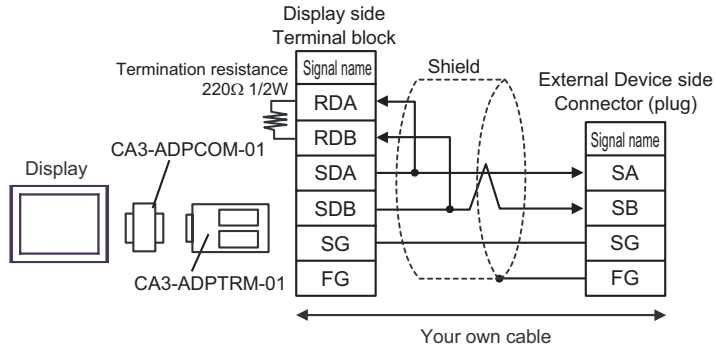 Display side
Terminal block
Termination resistance
220Ω 1/2W
Signal name
RDA
RDB
SDA
SDB
SG
FG
Shield
External Device side
Connector (plug)
Signal name
SA
SB
SG
FG
Display
CA3-ADPCOM-01
CA3-ADPTRM-01
Your own cable